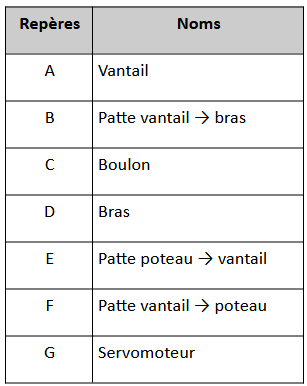 Repères Noms
A Vantail
B Patte vantail → bras
C Boulon
D Bras
E Patte poteau → vantail
F Patte vantail → poteau
G Servomoteur